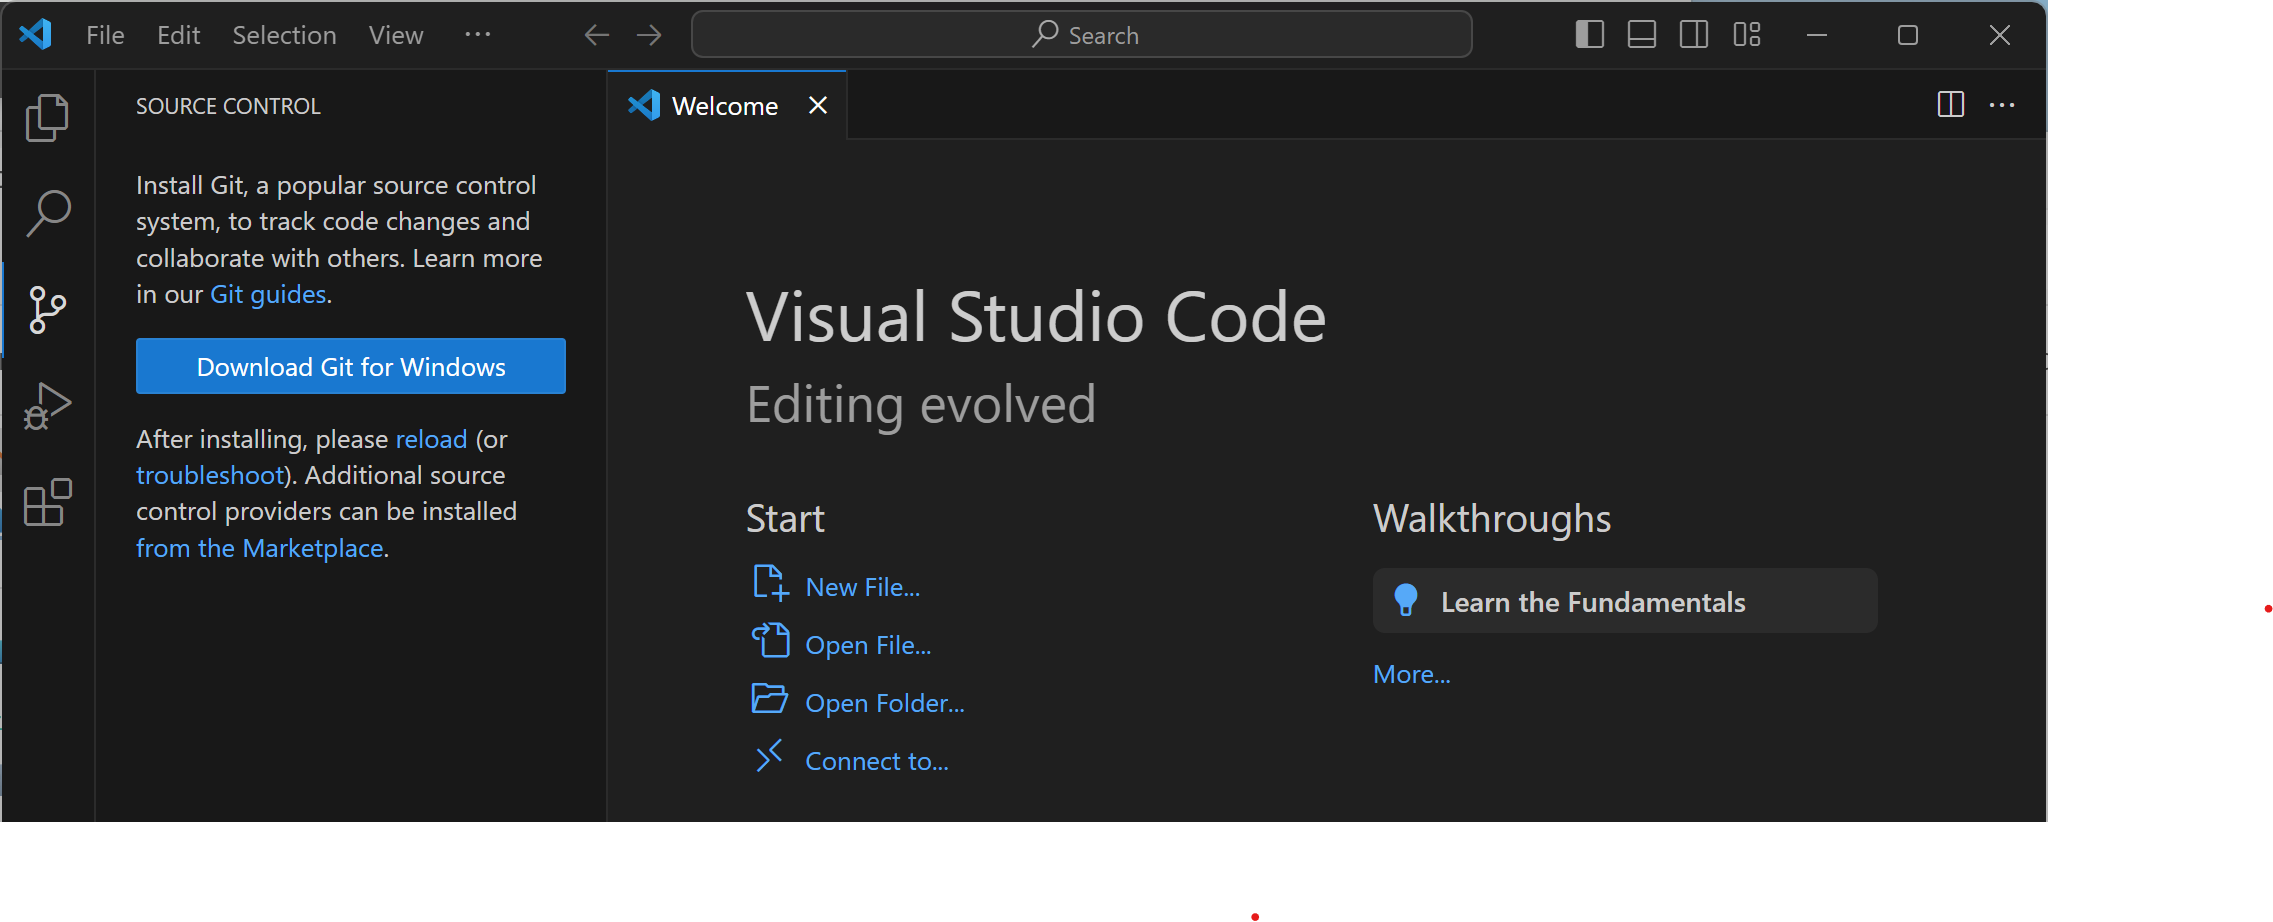 File Edit Selection View ···
Search
SOURCE CONTROL
Welcome
Install Git, a popular source control
system, to track code changes and
collaborate with others. Learn more
in our Git guides.
Download Git for Windows
After installing, please reload (or
troubleshoot). Additional source
control providers can be installed
from the Marketplace.
Visual Studio Code
Editing evolved
Start
New File...
Open File...
Open Folder...
Connect to...
Walkthroughs
Learn the Fundamentals
More...